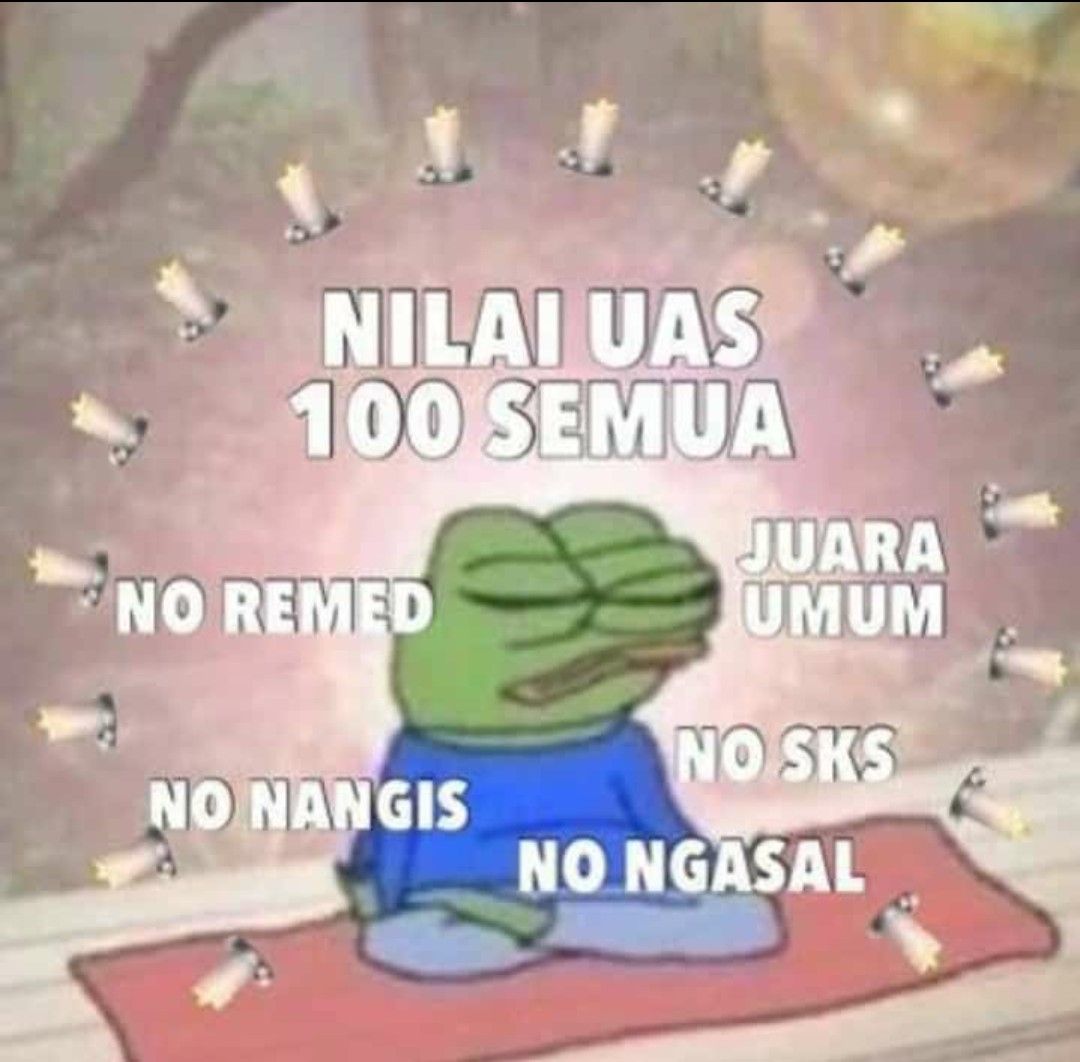 NILAI UAS
100 SEMUA
JUARA
UMUM
NO REMED
NO SKS
NO NANGIS
NO NGASAL